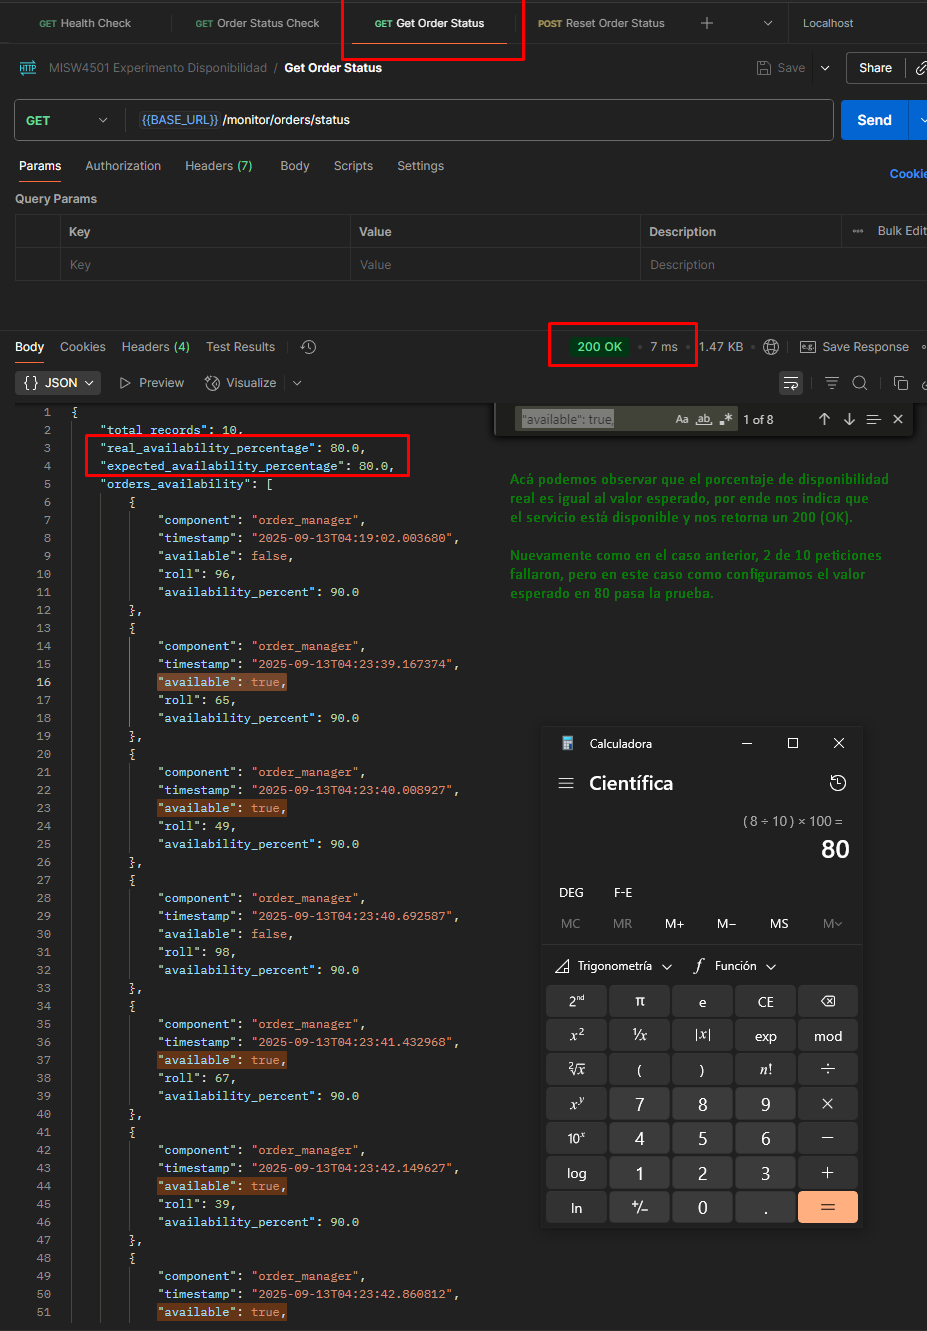 GET Health Check
GET Order Status Check
GET Get Order Status
POST Reset Order Status
Localhost
HTTP MISW4501 Experimento Disponibilidad / Get Order Status
Save
Share
GET {{BASE_URL}} /monitor/orders/status
Send
Params Authorization Headers (7) Body Scripts Settings
Cookie
Query Params
Key Value Description Bulk Edit
Key Value Description
Body Cookies Headers (4) Test Results
200 OK • 7 ms • 1.47 KB • Save Response
{} JSON Preview Visualize
"available": true, Aa ab 1 of 8
1 {
2 "total_records": 10,
3 "real_availability_percentage": 80.0,
4 "expected_availability_percentage": 80.0,
5 "orders_availability": [
6 {
7 "component": "order_manager",
8 "timestamp": "2025-09-13T04:19:02.003680",
9 "available": false,
10 "roll": 96,
11 "availability_percent": 90.0
12 },
13 {
14 "component": "order_manager",
15 "timestamp": "2025-09-13T04:23:39.167374",
16 "available": true,
17 "roll": 65,
18 "availability_percent": 90.0
19 },
20 {
21 "component": "order_manager",
22 "timestamp": "2025-09-13T04:23:40.008927",
23 "available": true,
24 "roll": 49,
25 "availability_percent": 90.0
26 },
27 {
28 "component": "order_manager",
29 "timestamp": "2025-09-13T04:23:40.692587",
30 "available": false,
31 "roll": 98,
32 "availability_percent": 90.0
33 },
34 {
35 "component": "order_manager",
36 "timestamp": "2025-09-13T04:23:41.432968",
37 "available": true,
38 "roll": 67,
39 "availability_percent": 90.0
40 },
41 {
42 "component": "order_manager",
43 "timestamp": "2025-09-13T04:23:42.149627",
44 "available": true,
45 "roll": 39,
46 "availability_percent": 90.0
47 },
48 {
49 "component": "order_manager",
50 "timestamp": "2025-09-13T04:23:42.860812",
51 "available": true,
Acá podemos observar que el porcentaje de disponibilidad
real es igual al valor esperado, por ende nos indica que
el servicio está disponible y nos retorna un 200 (OK).
Nuevamente como en el caso anterior, 2 de 10 peticiones
fallaron, pero en este caso como configuramos el valor
esperado en 80 pasa la prueba.
Calculadora
Científica
( 8 ÷ 10 ) × 100 =
80
DEG F-E
MC MR M+ M− MS M˅
Trigonometría Función
2ⁿᵈ π e CE
x² ¹⁄x |x| exp mod
²√x ( ) n! ÷
xʸ 7 8 9 ×
10ˣ 4 5 6 −
log 1 2 3 +
ln +/− 0 . =